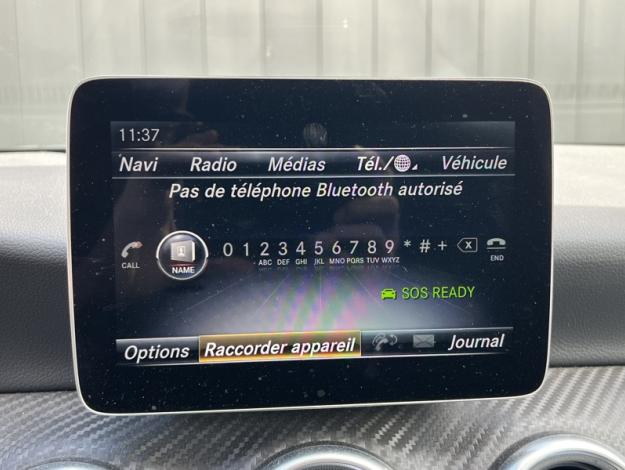 11:37
Navi Radio Médias Tél./ Véhicule
Pas de téléphone Bluetooth autorisé
0 1 2 3 4 5 6 7 8 9 * # +
CALL NAME ABC DEF GHI JKL MNO PQRS TUV WXYZ END
SOS READY
Options Raccorder appareil Journal